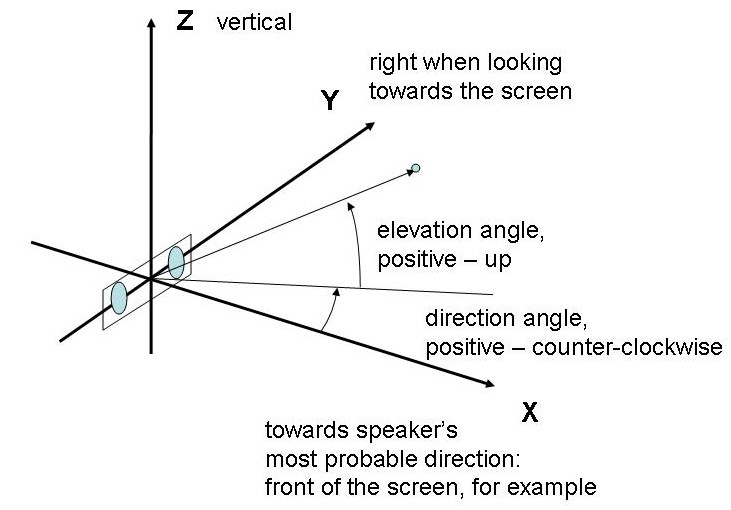 Z vertical
right when looking
towards the screen
Y
elevation angle,
positive – up
direction angle,
positive – counter-clockwise
X
towards speaker's
most probable direction:
front of the screen, for example